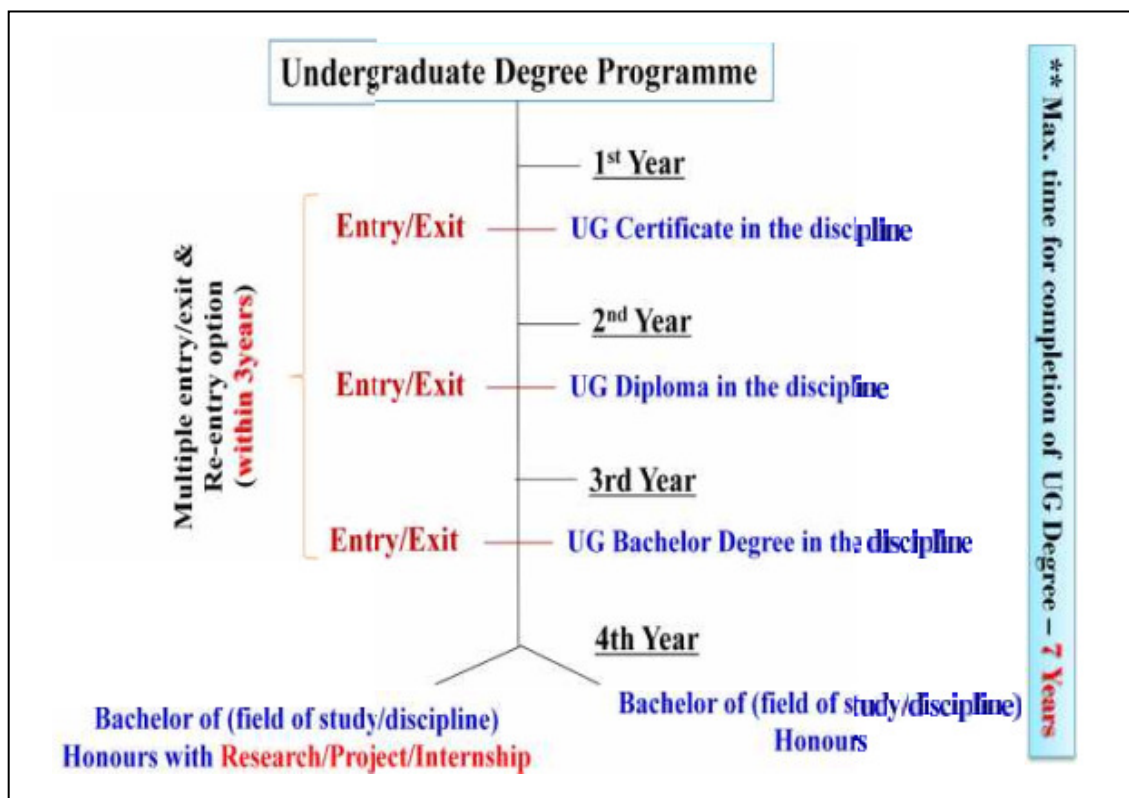 Undergraduate Degree Programme
1st Year
Entry/Exit
UG Certificate in the discipline
2nd Year
Entry/Exit
UG Diploma in the discipline
3rd Year
Entry/Exit
UG Bachelor Degree in the discipline
4th Year
Bachelor of (field of study/discipline)
Honours with Research/Project/Internship
Bachelor of (field of study/discipline)
Honours
Multiple entry/exit &
Re-entry option
(within 3years)
** Max. time for completion of UG Degree – 7 Years